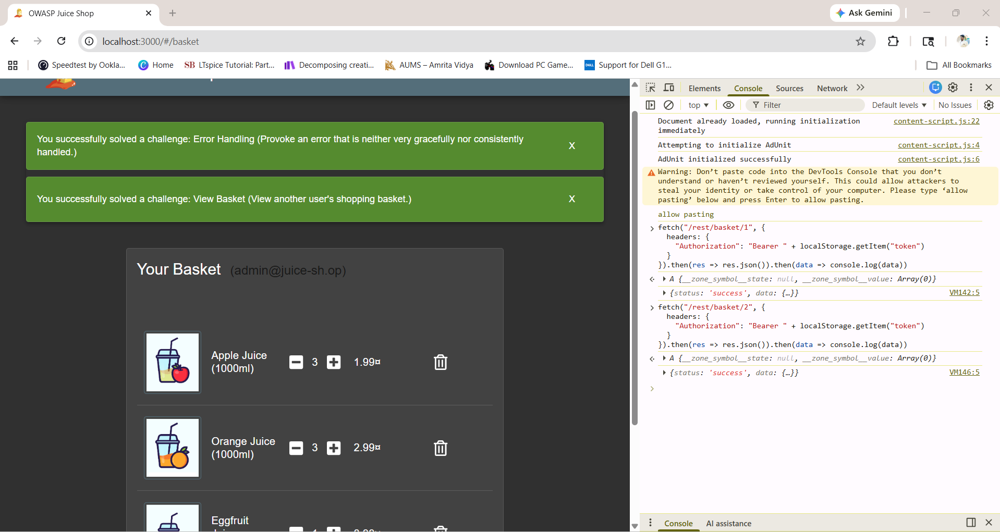 OWASP Juice Shop
Ask Gemini
localhost:3000/#/basket
Speedtest by Ookla...
Home
SB LTspice Tutorial: Part...
Decomposing creati...
AUMS – Amrita Vidya
Download PC Game...
DELL Support for Dell G1...
All Bookmarks
You successfully solved a challenge: Error Handling (Provoke an error that is neither very gracefully nor consistently
handled.)
X
You successfully solved a challenge: View Basket (View another user's shopping basket.)
X
Your Basket (admin@juice-sh.op)
Apple Juice
(1000ml)
3
1.99¤
Orange Juice
(1000ml)
3
2.99¤
Eggfruit
Elements
Console
Sources
Network
top
Filter
Default levels
No Issues
Document already loaded, running initialization
immediately
content-script.js:22
Attempting to initialize AdUnit
content-script.js:4
AdUnit initialized successfully
content-script.js:6
Warning: Don’t paste code into the DevTools Console that you don’t
understand or haven’t reviewed yourself. This could allow attackers to
steal your identity or take control of your computer. Please type ‘allow
pasting’ below and press Enter to allow pasting.
allow pasting
fetch("/rest/basket/1", {
headers: {
"Authorization": "Bearer " + localStorage.getItem("token")
}
}).then(res => res.json()).then(data => console.log(data))
A {__zone_symbol__state: null, __zone_symbol__value: Array(0)}
{status: 'success', data: {…}}
VM142:5
fetch("/rest/basket/2", {
headers: {
"Authorization": "Bearer " + localStorage.getItem("token")
}
}).then(res => res.json()).then(data => console.log(data))
A {__zone_symbol__state: null, __zone_symbol__value: Array(0)}
{status: 'success', data: {…}}
VM146:5
Console
AI assistance